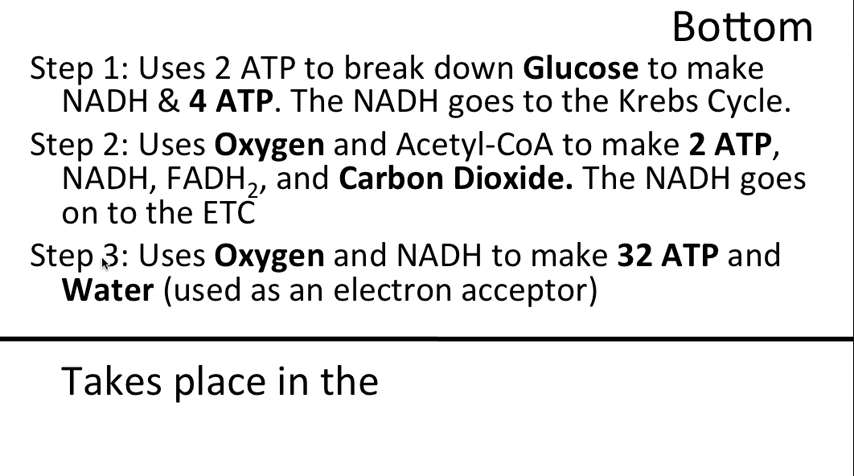 Bottom
Step 1: Uses 2 ATP to break down Glucose to make
NADH & 4 ATP. The NADH goes to the Krebs Cycle.
Step 2: Uses Oxygen and Acetyl-CoA to make 2 ATP,
NADH, FADH₂, and Carbon Dioxide. The NADH goes
on to the ETC
Step 3: Uses Oxygen and NADH to make 32 ATP and
Water (used as an electron acceptor)
Takes place in the